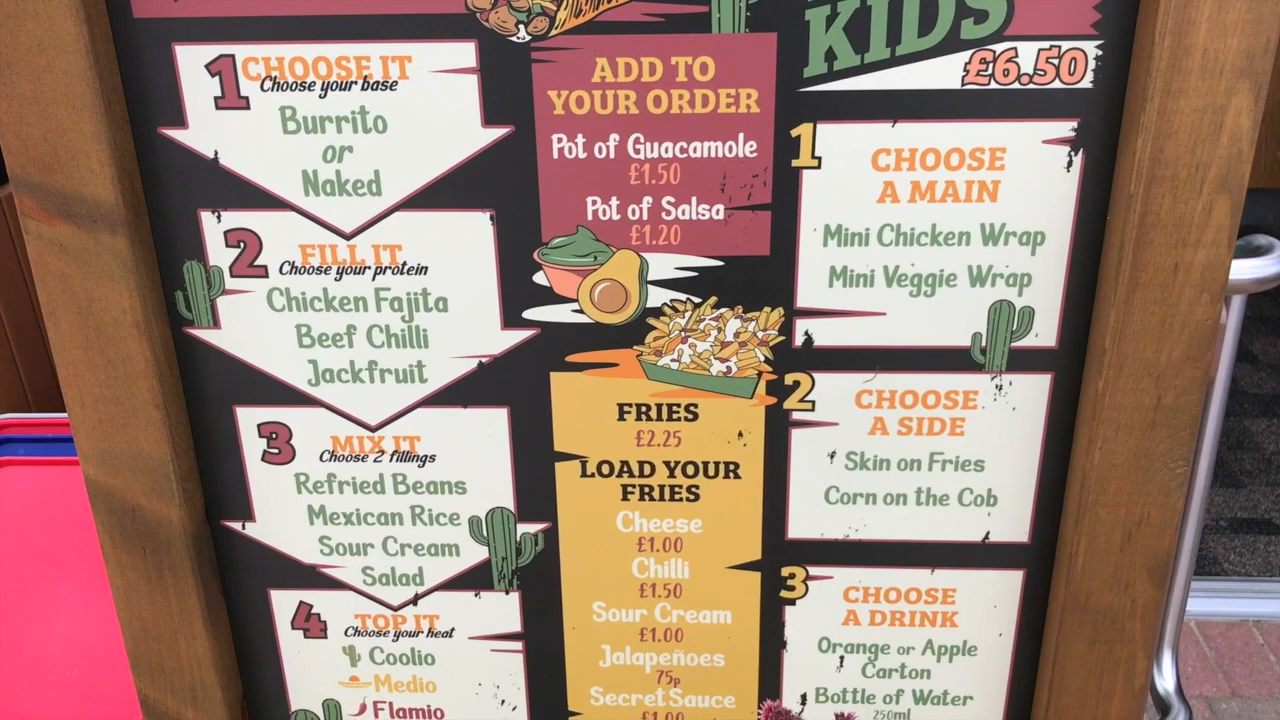 1 CHOOSE IT
Choose your base
Burrito
or
Naked
2 FILL IT
Choose your protein
Chicken Fajita
Beef Chilli
Jackfruit
3 MIX IT
Choose 2 fillings
Refried Beans
Mexican Rice
Sour Cream
Salad
4 TOP IT
Choose your heat
Coolio
Medio
Flamio
ADD TO
YOUR ORDER
Pot of Guacamole
£1.50
Pot of Salsa
£1.20
FRIES
£2.25
LOAD YOUR
FRIES
Cheese
£1.00
Chilli
£1.50
Sour Cream
£1.00
Jalapeñoes
75p
Secret Sauce
£1.00
KIDS
£6.50
1 CHOOSE
A MAIN
Mini Chicken Wrap
Mini Veggie Wrap
2 CHOOSE
A SIDE
Skin on Fries
Corn on the Cob
3 CHOOSE
A DRINK
Orange or Apple
Carton
Bottle of Water
250ml